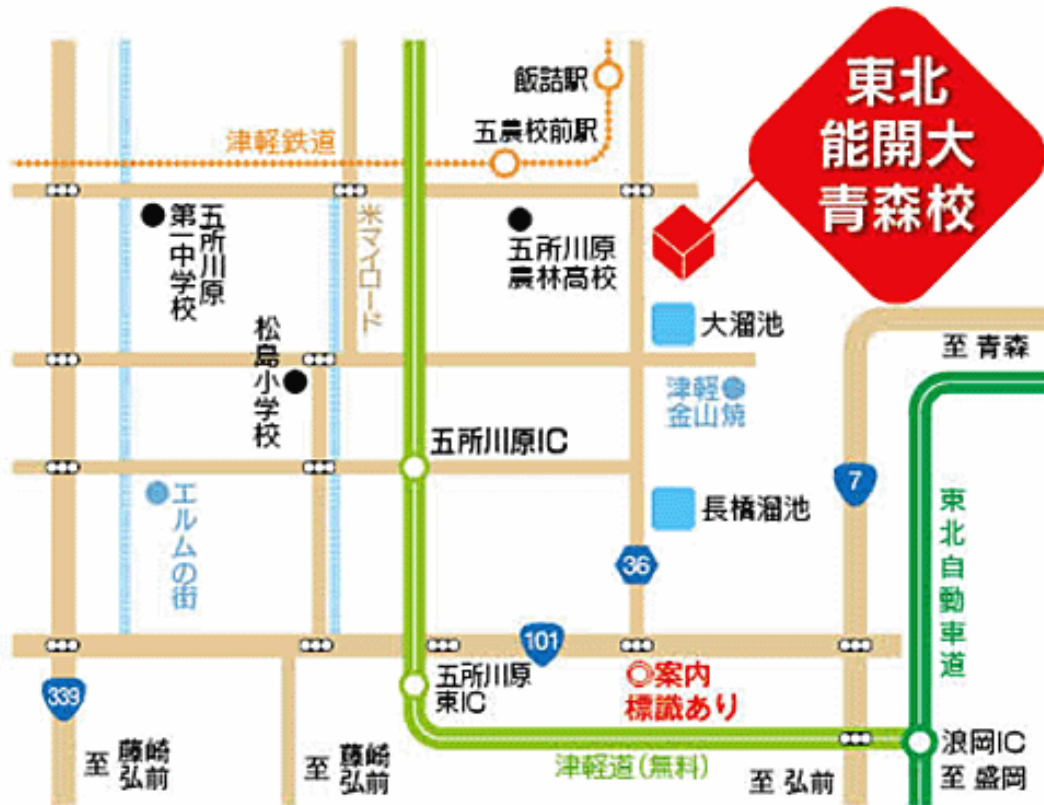 東北
能開大
青森校
飯詰駅
五農校前駅
津軽鉄道
五所川原
第一中学校
米マイロード
五所川原
農林高校
大溜池
松島小学校
至 青森
津軽
金山焼
五所川原IC
7
エルムの街
長橋溜池
東北自動車道
36
101
339
五所川原
東IC
◎案内
標識あり
至 藤崎
弘前
至 藤崎
弘前
津軽道(無料)
至 弘前
浪岡IC
至 盛岡